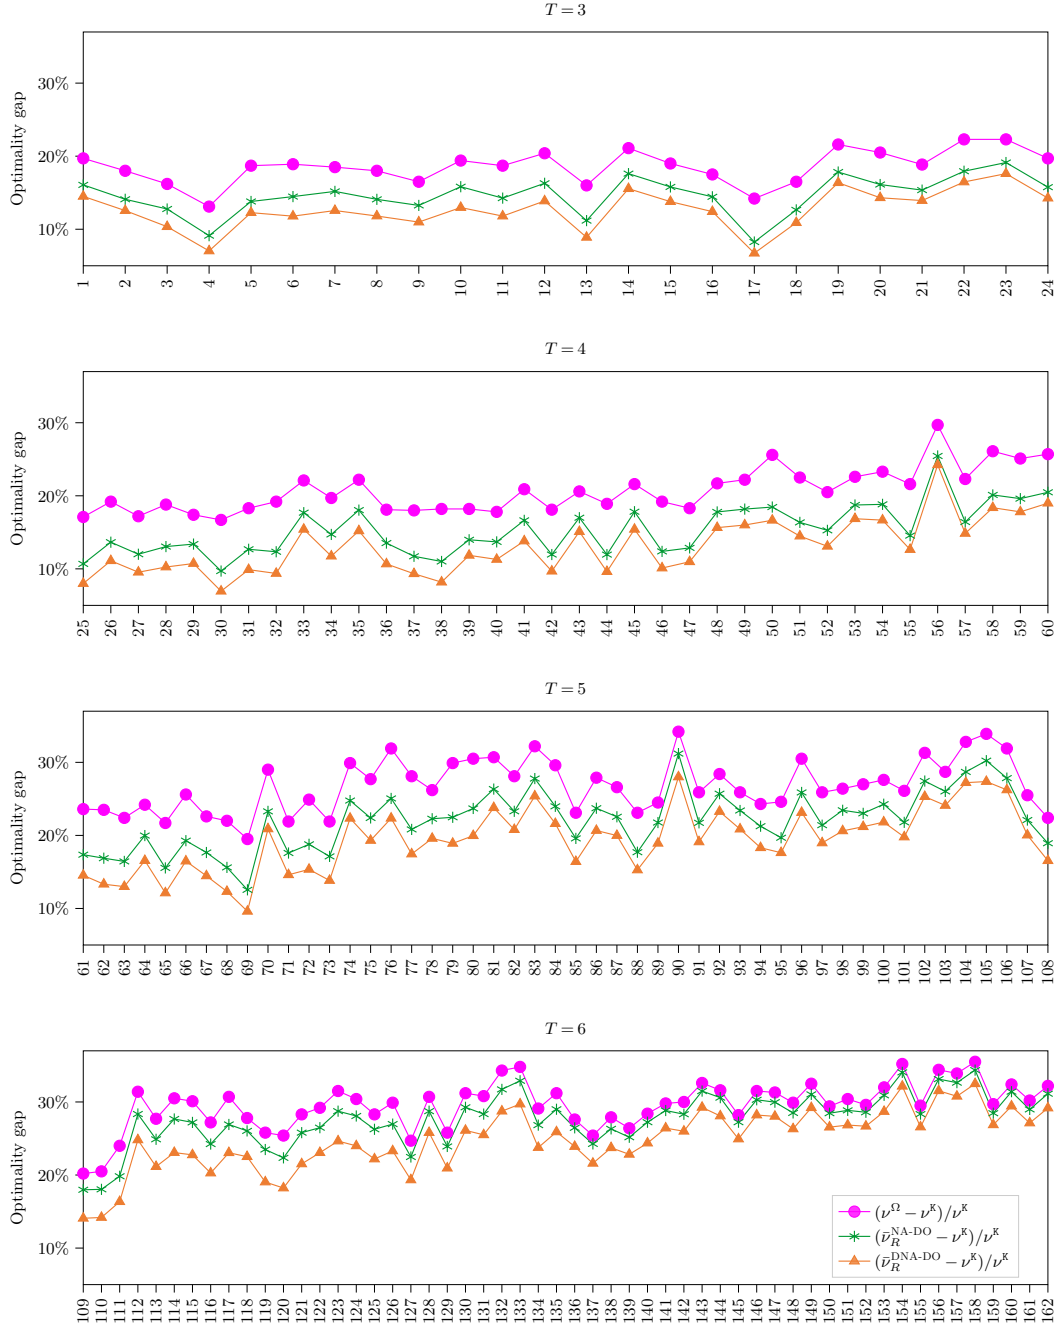 T = 3
Optimality gap
30%
20%
10%
1 2 3 4 5 6 7 8 9 10 11 12 13 14 15 16 17 18 19 20 21 22 23 24
T = 4
Optimality gap
30%
20%
10%
25 26 27 28 29 30 31 32 33 34 35 36 37 38 39 40 41 42 43 44 45 46 47 48 49 50 51 52 53 54 55 56 57 58 59 60
T = 5
Optimality gap
30%
20%
10%
61 62 63 64 65 66 67 68 69 70 71 72 73 74 75 76 77 78 79 80 81 82 83 84 85 86 87 88 89 90 91 92 93 94 95 96 97 98 99 100 101 102 103 104 105 106 107 108
T = 6
Optimality gap
30%
20%
10%
(ν^Ω − ν^K)/ν^K
(ν̄_R^NA-DO − ν^K)/ν^K
(ν̄_R^DNA-DO − ν^K)/ν^K
109 110 111 112 113 114 115 116 117 118 119 120 121 122 123 124 125 126 127 128 129 130 131 132 133 134 135 136 137 138 139 140 141 142 143 144 145 146 147 148 149 150 151 152 153 154 155 156 157 158 159 160 161 162